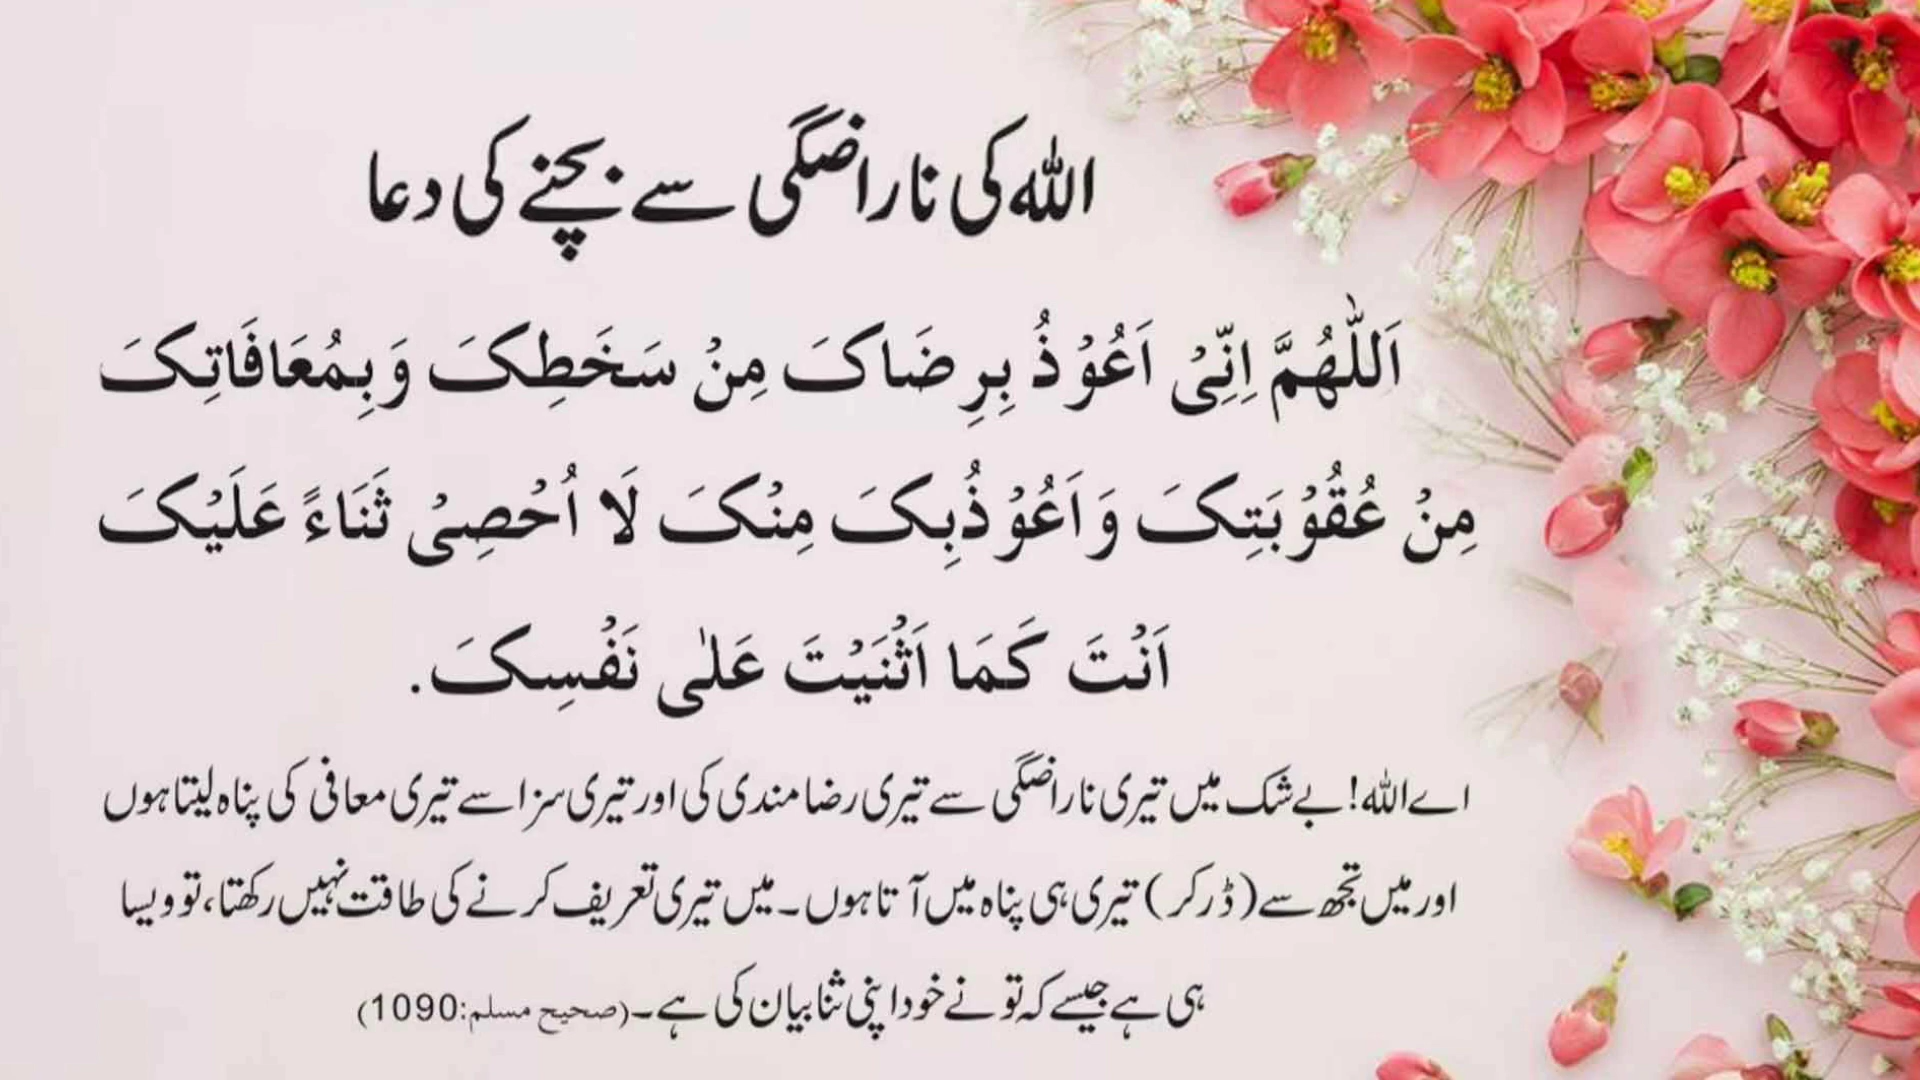 اللہ کی ناراضگی سے بچنے کی دعا
اَللّٰهُمَّ اِنِّیْ اَعُوْذُ بِرِضَاکَ مِنْ سَخَطِکَ وَبِمُعَافَاتِکَ
مِنْ عُقُوْبَتِکَ وَاَعُوْذُبِکَ مِنْکَ لَا اُحْصِیْ ثَنَاءً عَلَیْکَ
اَنْتَ کَمَا اَثْنَیْتَ عَلٰی نَفْسِکَ.
اے اللہ! بے شک میں تیری ناراضگی سے تیری رضامندی کی اور تیری سزا سے تیری معافی کی پناہ لیتا ہوں
اور میں تجھ سے (ڈر کر) تیری ہی پناہ میں آتا ہوں۔ میں تیری تعریف کرنے کی طاقت نہیں رکھتا، تو ویسا
ہی ہے جیسے کہ تو نے خود اپنی ثنا بیان کی ہے۔ (صحیح مسلم:1090)